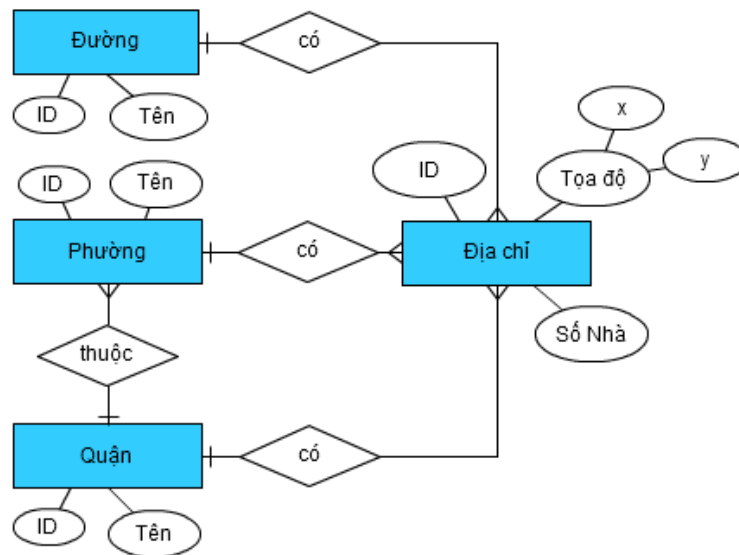 Đường
có
ID
Tên
x
y
ID
Tên
ID
Tọa độ
Phường
có
Địa chỉ
Số Nhà
thuộc
Quận
có
ID
Tên